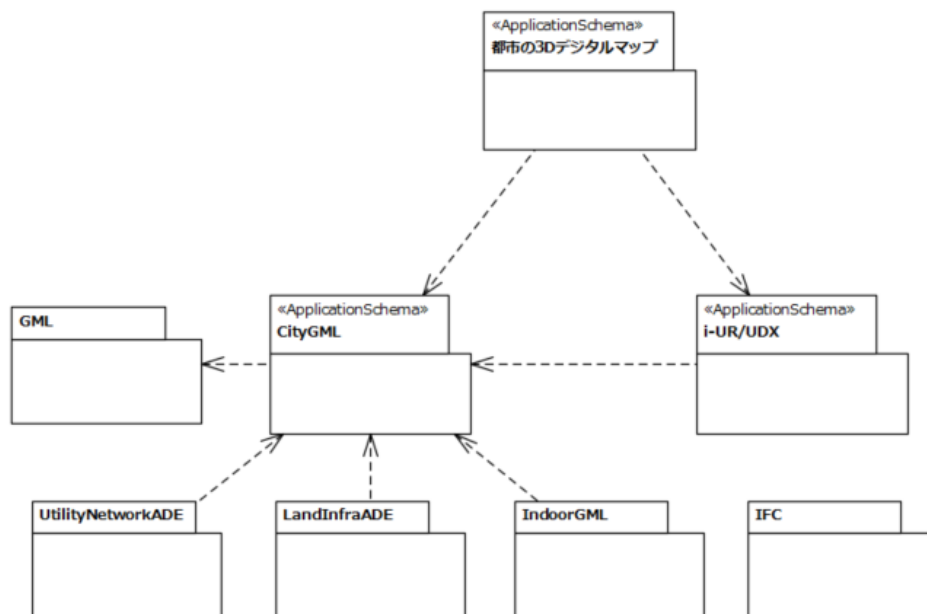 «ApplicationSchema»
都市の3Dデジタルマップ
«ApplicationSchema»
CityGML
«ApplicationSchema»
i-UR/UDX
GML
UtilityNetworkADE
LandInfraADE
IndoorGML
IFC